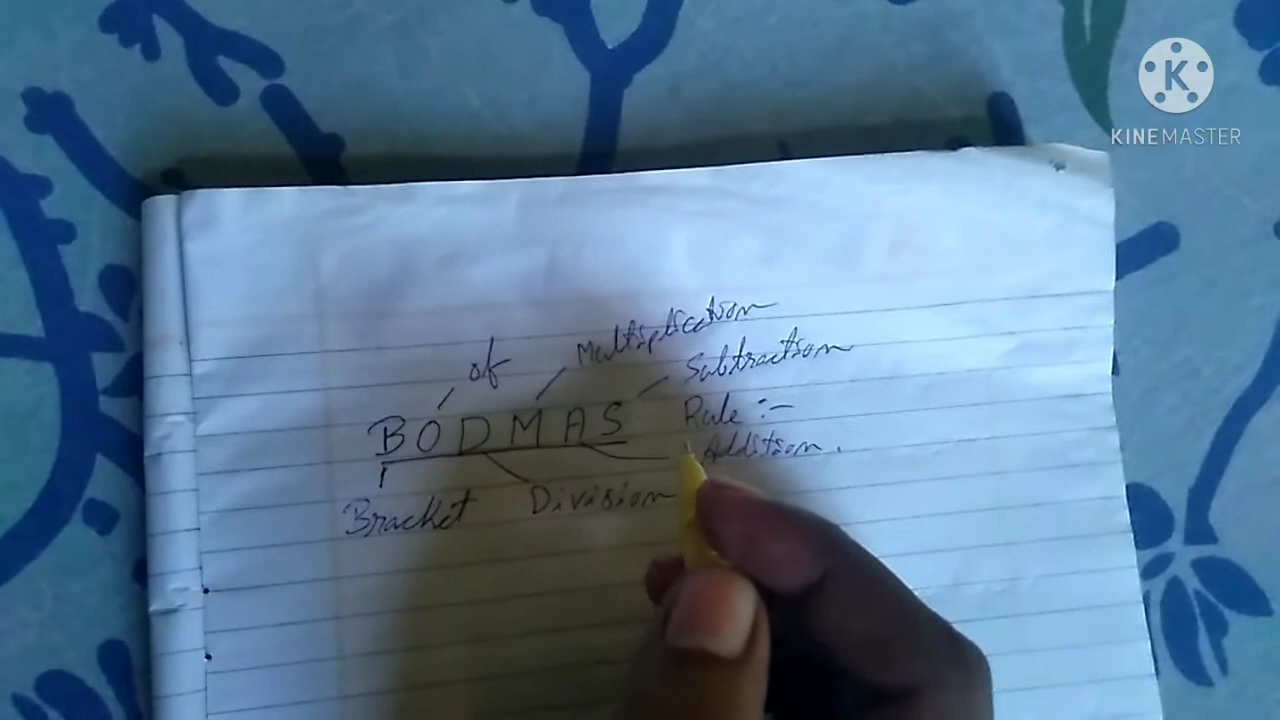 K
KINEMASTER
of Multiplication
Subtraction
BODMAS Rule :-
Addition.
Bracket Division